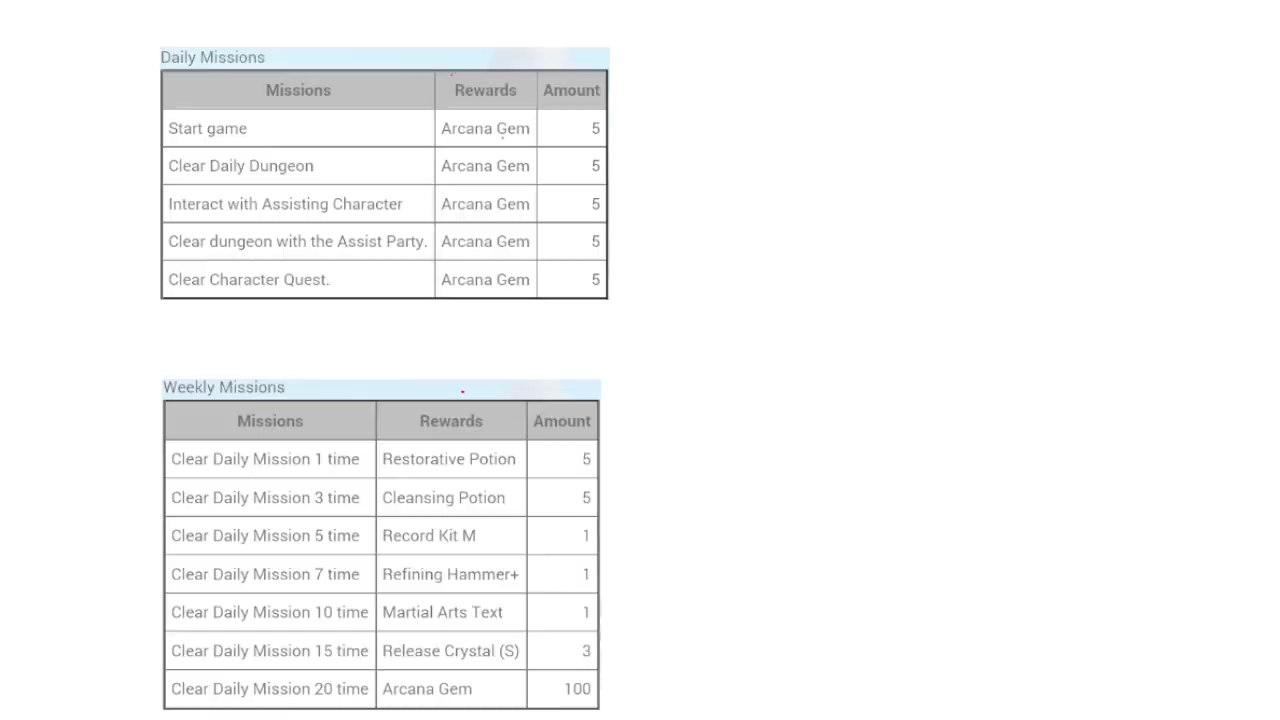 Daily Missions
Missions Rewards Amount
Start game Arcana Gem 5
Clear Daily Dungeon Arcana Gem 5
Interact with Assisting Character Arcana Gem 5
Clear dungeon with the Assist Party. Arcana Gem 5
Clear Character Quest. Arcana Gem 5
Weekly Missions
Missions Rewards Amount
Clear Daily Mission 1 time Restorative Potion 5
Clear Daily Mission 3 time Cleansing Potion 5
Clear Daily Mission 5 time Record Kit M 1
Clear Daily Mission 7 time Refining Hammer+ 1
Clear Daily Mission 10 time Martial Arts Text 1
Clear Daily Mission 15 time Release Crystal (S) 3
Clear Daily Mission 20 time Arcana Gem 100